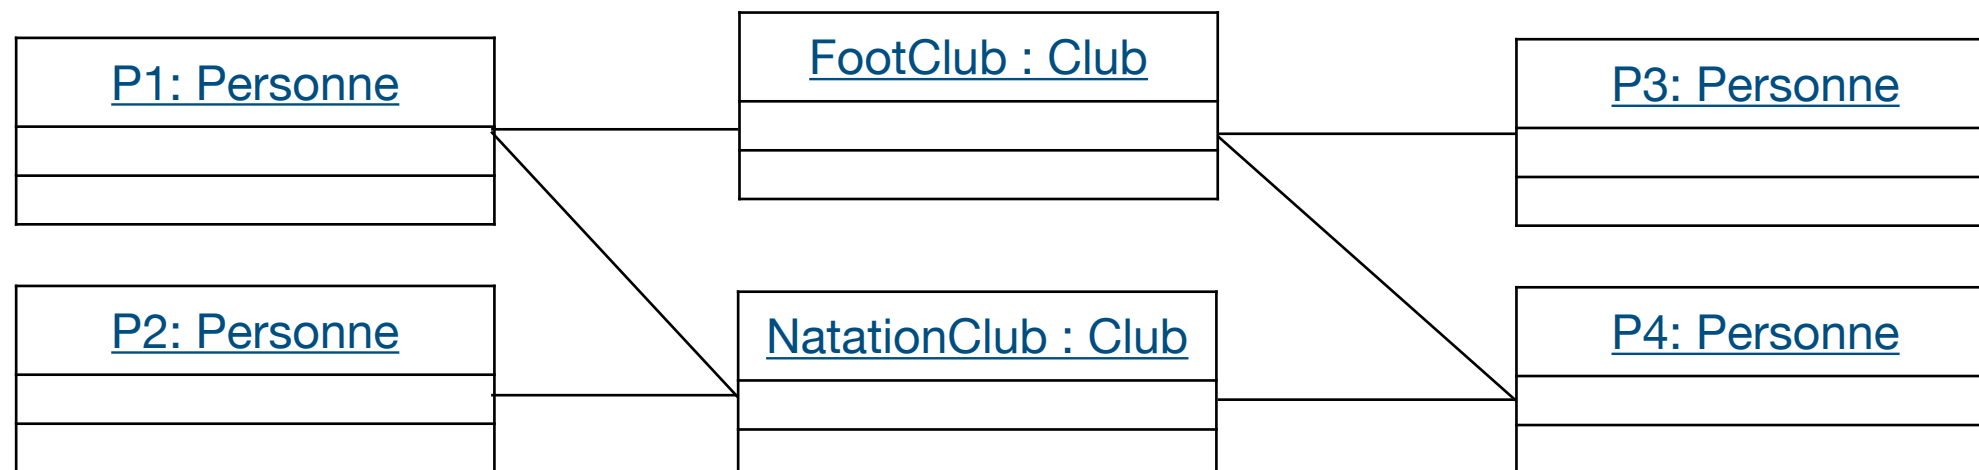 P1: Personne
FootClub : Club
P3: Personne
P2: Personne
NatationClub : Club
P4: Personne